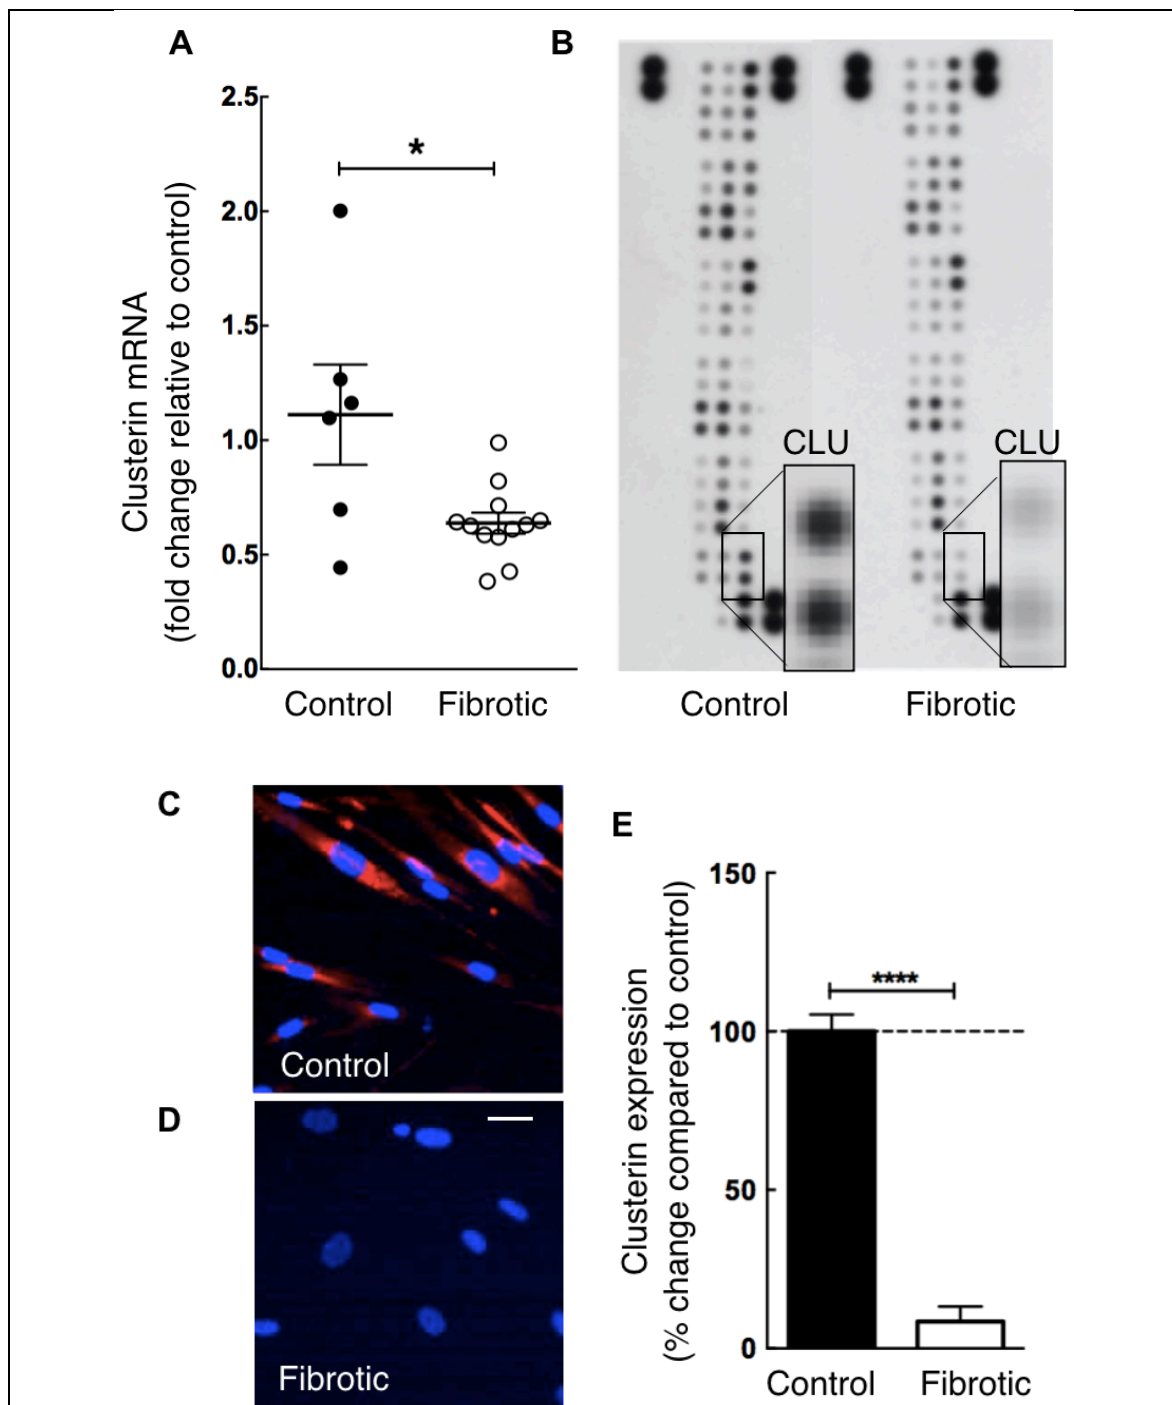 A
B
2.5
2.0
1.5
1.0
0.5
0.0
Clusterin mRNA
(fold change relative to control)
*
Control
Fibrotic
CLU
CLU
Control
Fibrotic
C
Control
D
Fibrotic
E
150
100
50
0
Clusterin expression
(% change compared to control)
****
Control
Fibrotic